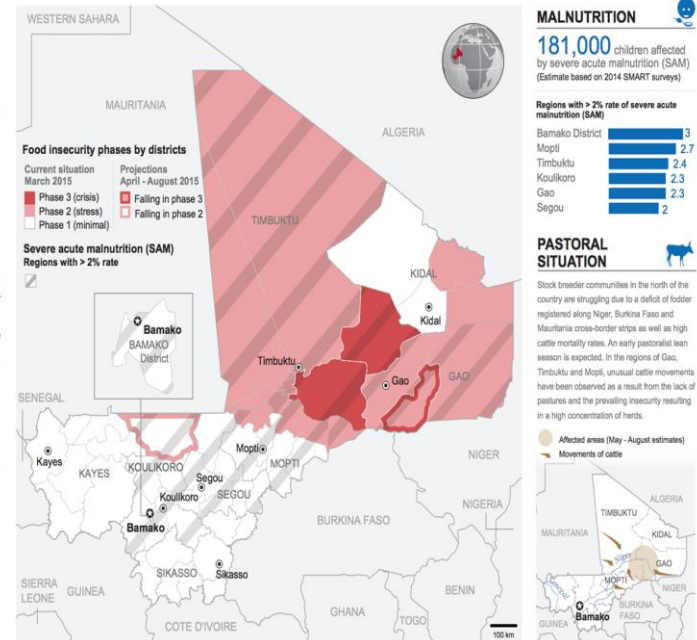 WESTERN SAHARA
MAURITANIA
ALGERIA
Food insecurity phases by districts
Current situation
March 2015
Phase 3 (crisis)
Phase 2 (stress)
Phase 1 (minimal)
Projections
April - August 2015
Falling in phase 3
Falling in phase 2
Severe acute malnutrition (SAM)
Regions with > 2% rate
TIMBUKTU
KIDAL
Kidal
Bamako
BAMAKO
District
Timbuktu
Gao
GAO
SENEGAL
Kayes
KAYES
KOULIKORO
Mopti
MOPTI
Segou
SEGOU
Koulikoro
Bamako
NIGER
NIGERIA
BURKINA FASO
SIKASSO
Sikasso
SIERRA
LEONE
GUINEA
COTE D'IVOIRE
GHANA
TOGO
BENIN
100 km
MALNUTRITION
181,000 children affected
by severe acute malnutrition (SAM)
(Estimate based on 2014 SMART surveys)
Regions with > 2% rate of severe acute
malnutrition (SAM)
Bamako District 3
Mopti 2.7
Timbuktu 2.4
Koulikoro 2.3
Gao 2.3
Segou 2
PASTORAL
SITUATION
Stock breeder communities in the north of the
country are struggling due to a deficit of fodder
registered along Niger, Burkina Faso and
Mauritania cross-border strips as well as high
cattle mortality rates. An early pastoralist lean
season is expected. In the regions of Gao,
Timbuktu and Mopti, unusual cattle movements
have been observed as a result from the lack of
pastures and the prevailing insecurity resulting
in a high concentration of herds.
Affected areas (May - August estimates)
Movements of cattle
ALGERIA
TIMBUKTU
MAURITANIA
KIDAL
Niger
GAO
MOPTI
NIGER
Senegal
Bamako
BURKINA
FASO
GUINEA
BENIN